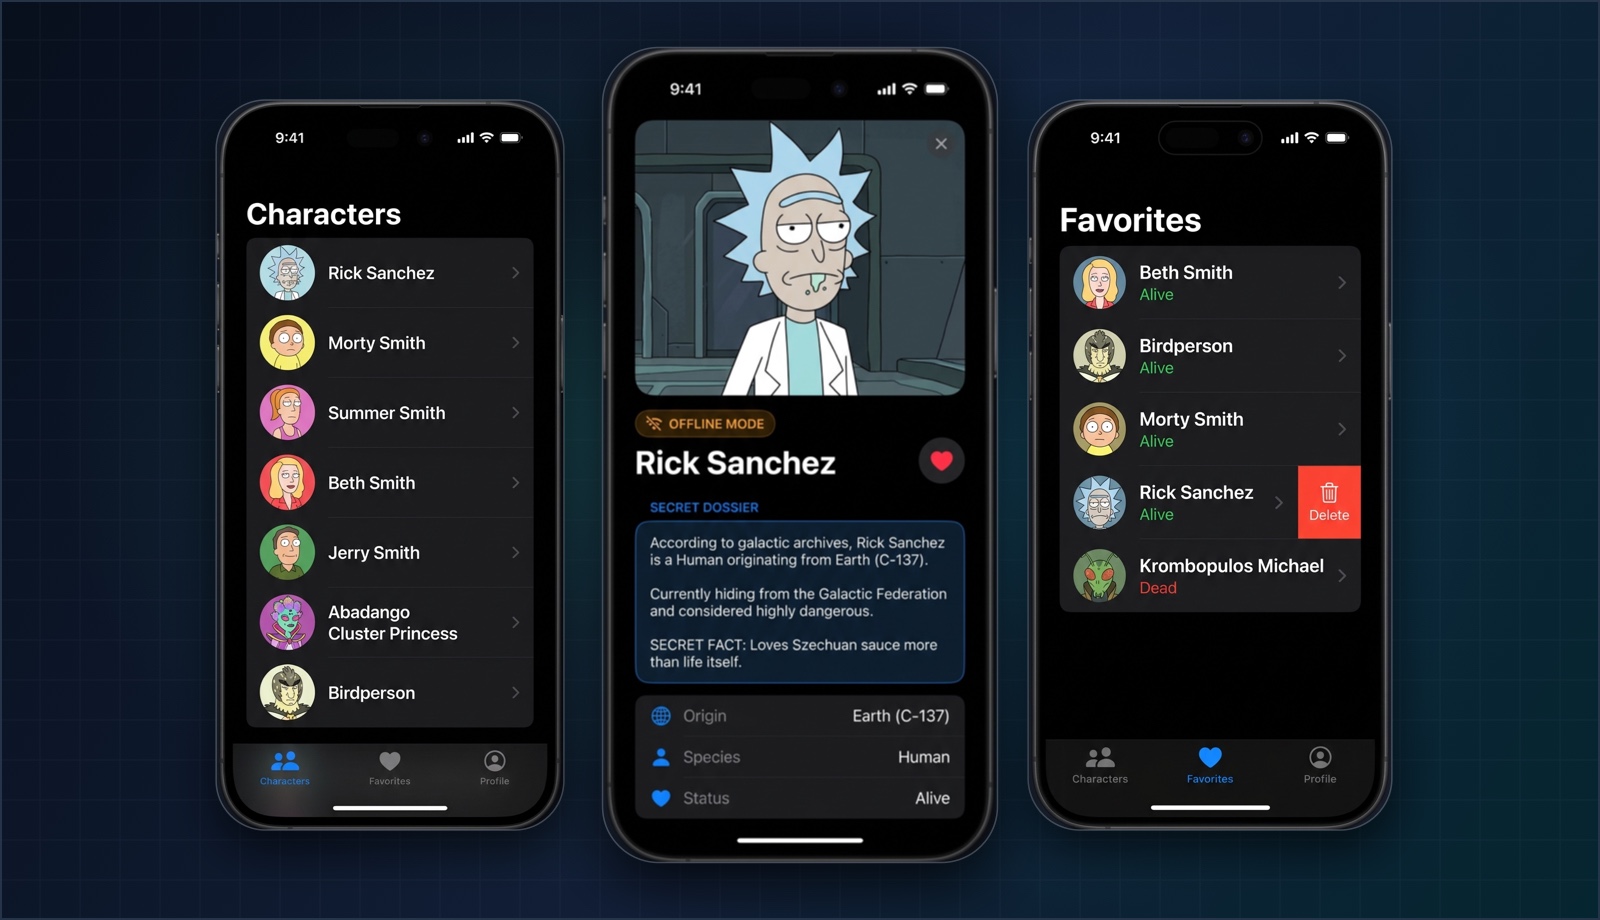 9:41
Characters
Rick Sanchez
Morty Smith
Summer Smith
Beth Smith
Jerry Smith
Abadango
Cluster Princess
Birdperson
Characters
Favorites
Profile
9:41
OFFLINE MODE
Rick Sanchez
SECRET DOSSIER
According to galactic archives, Rick Sanchez
is a Human originating from Earth (C-137).
Currently hiding from the Galactic Federation
and considered highly dangerous.
SECRET FACT: Loves Szechuan sauce more
than life itself.
Origin Earth (C-137)
Species Human
Status Alive
9:41
Favorites
Beth Smith
Alive
Birdperson
Alive
Morty Smith
Alive
Rick Sanchez
Alive
Delete
Krombopulos Michael
Dead
Characters
Favorites
Profile